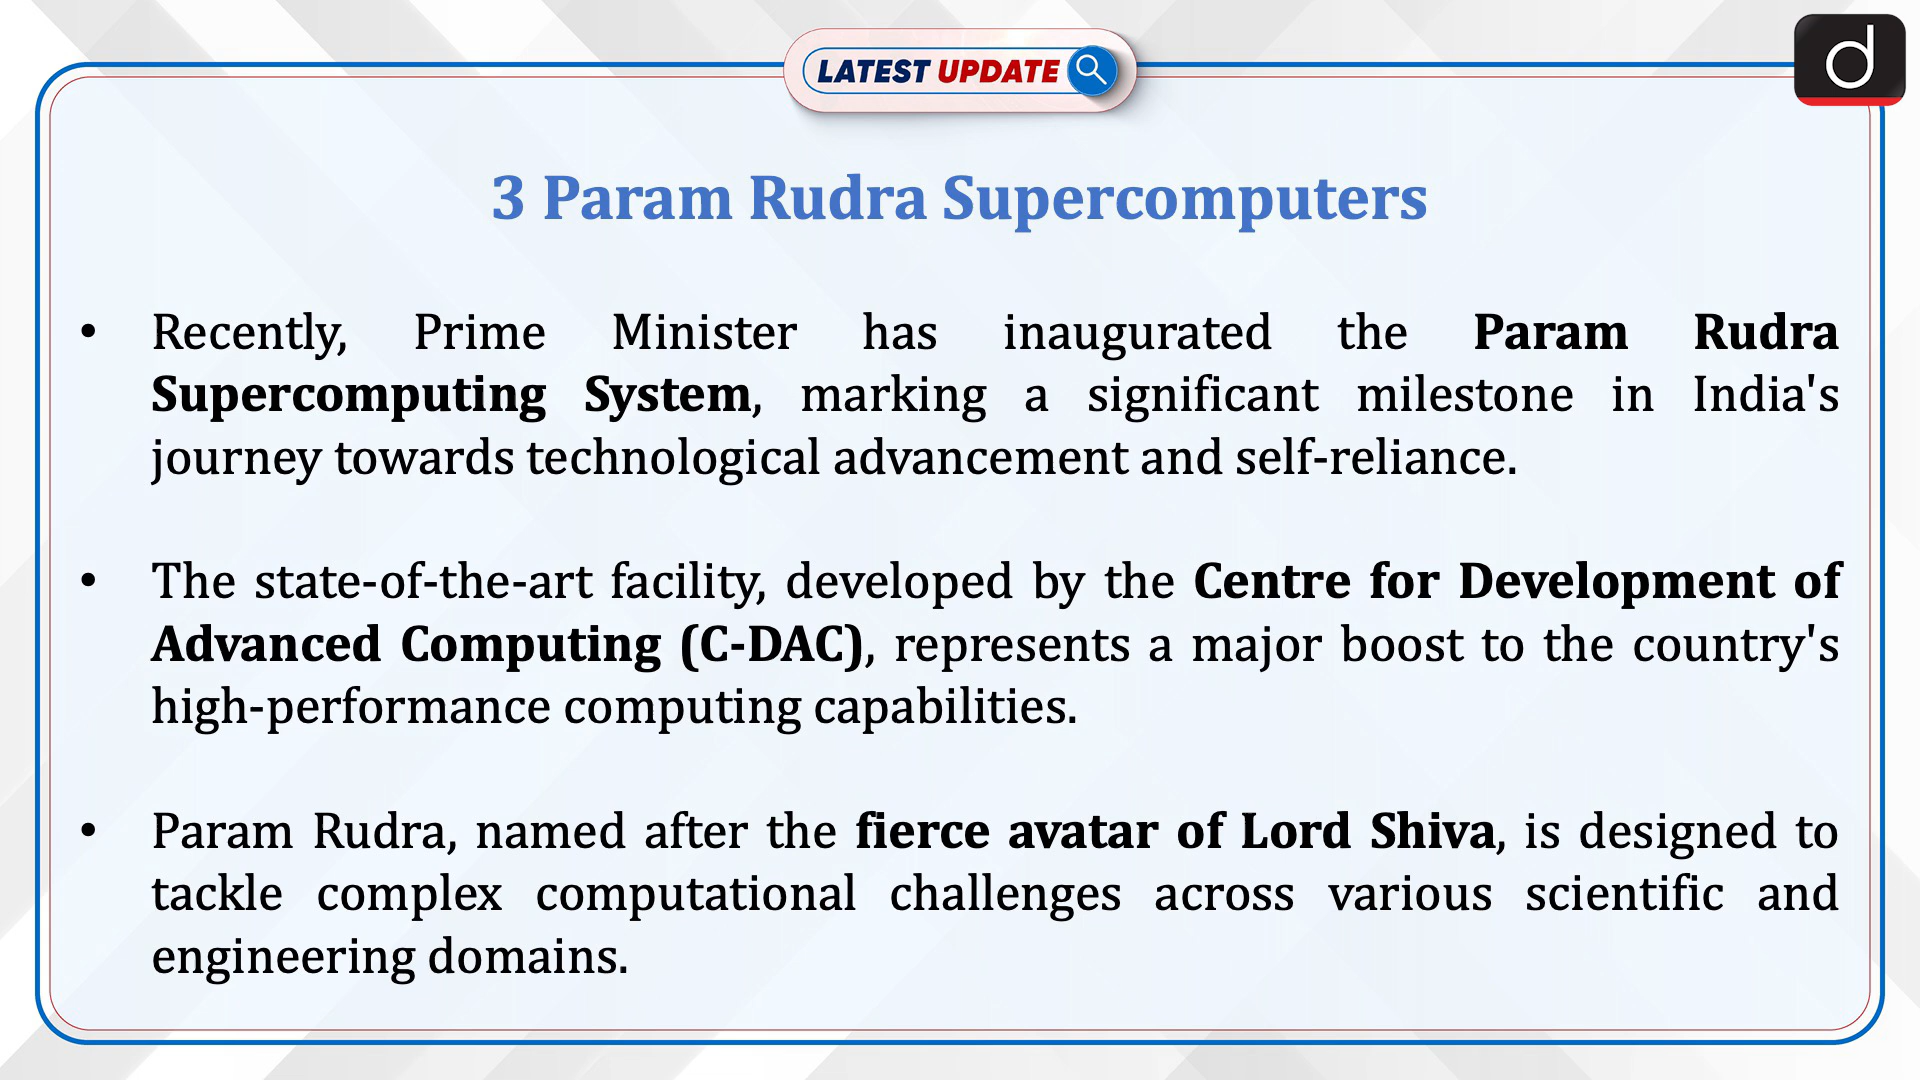 LATEST UPDATE
d
3 Param Rudra Supercomputers
• Recently, Prime Minister has inaugurated the Param Rudra
Supercomputing System, marking a significant milestone in India's
journey towards technological advancement and self-reliance.
• The state-of-the-art facility, developed by the Centre for Development of
Advanced Computing (C-DAC), represents a major boost to the country's
high-performance computing capabilities.
• Param Rudra, named after the fierce avatar of Lord Shiva, is designed to
tackle complex computational challenges across various scientific and
engineering domains.